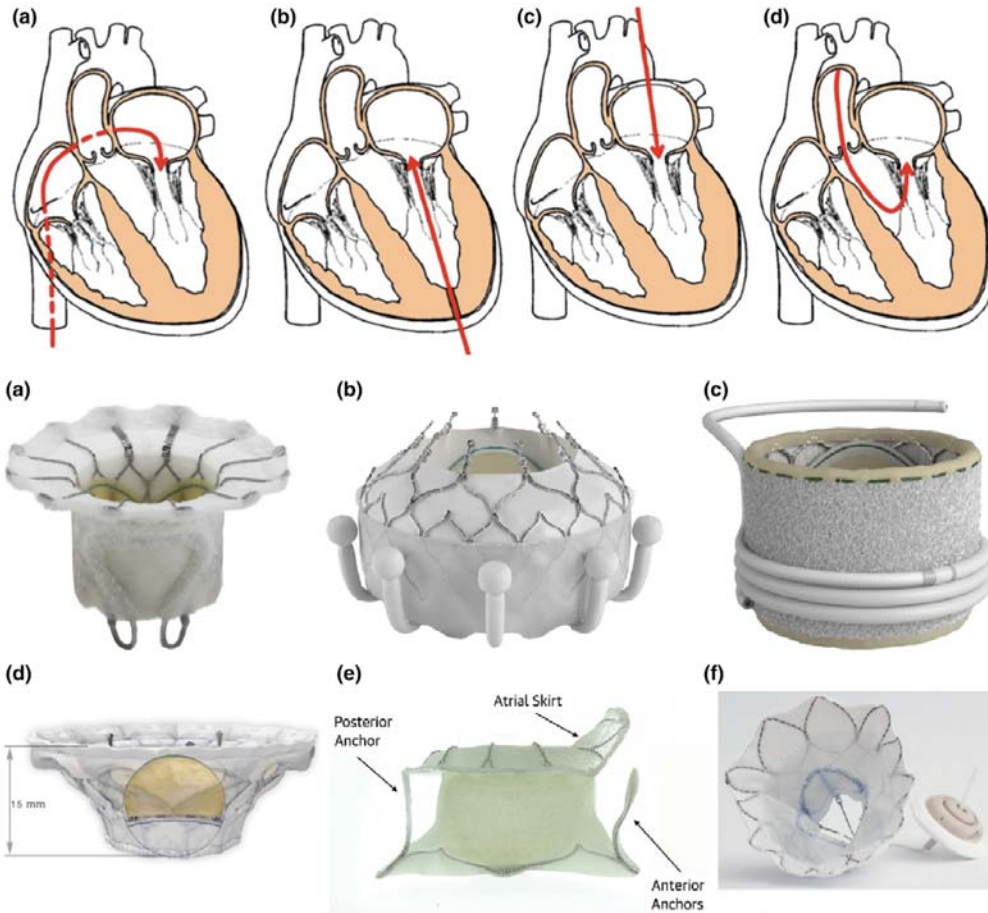 (a)
(b)
(c)
(d)
(a)
(b)
(c)
(d)
15 mm
(e)
Posterior
Anchor
Atrial Skirt
Anterior
Anchors
(f)